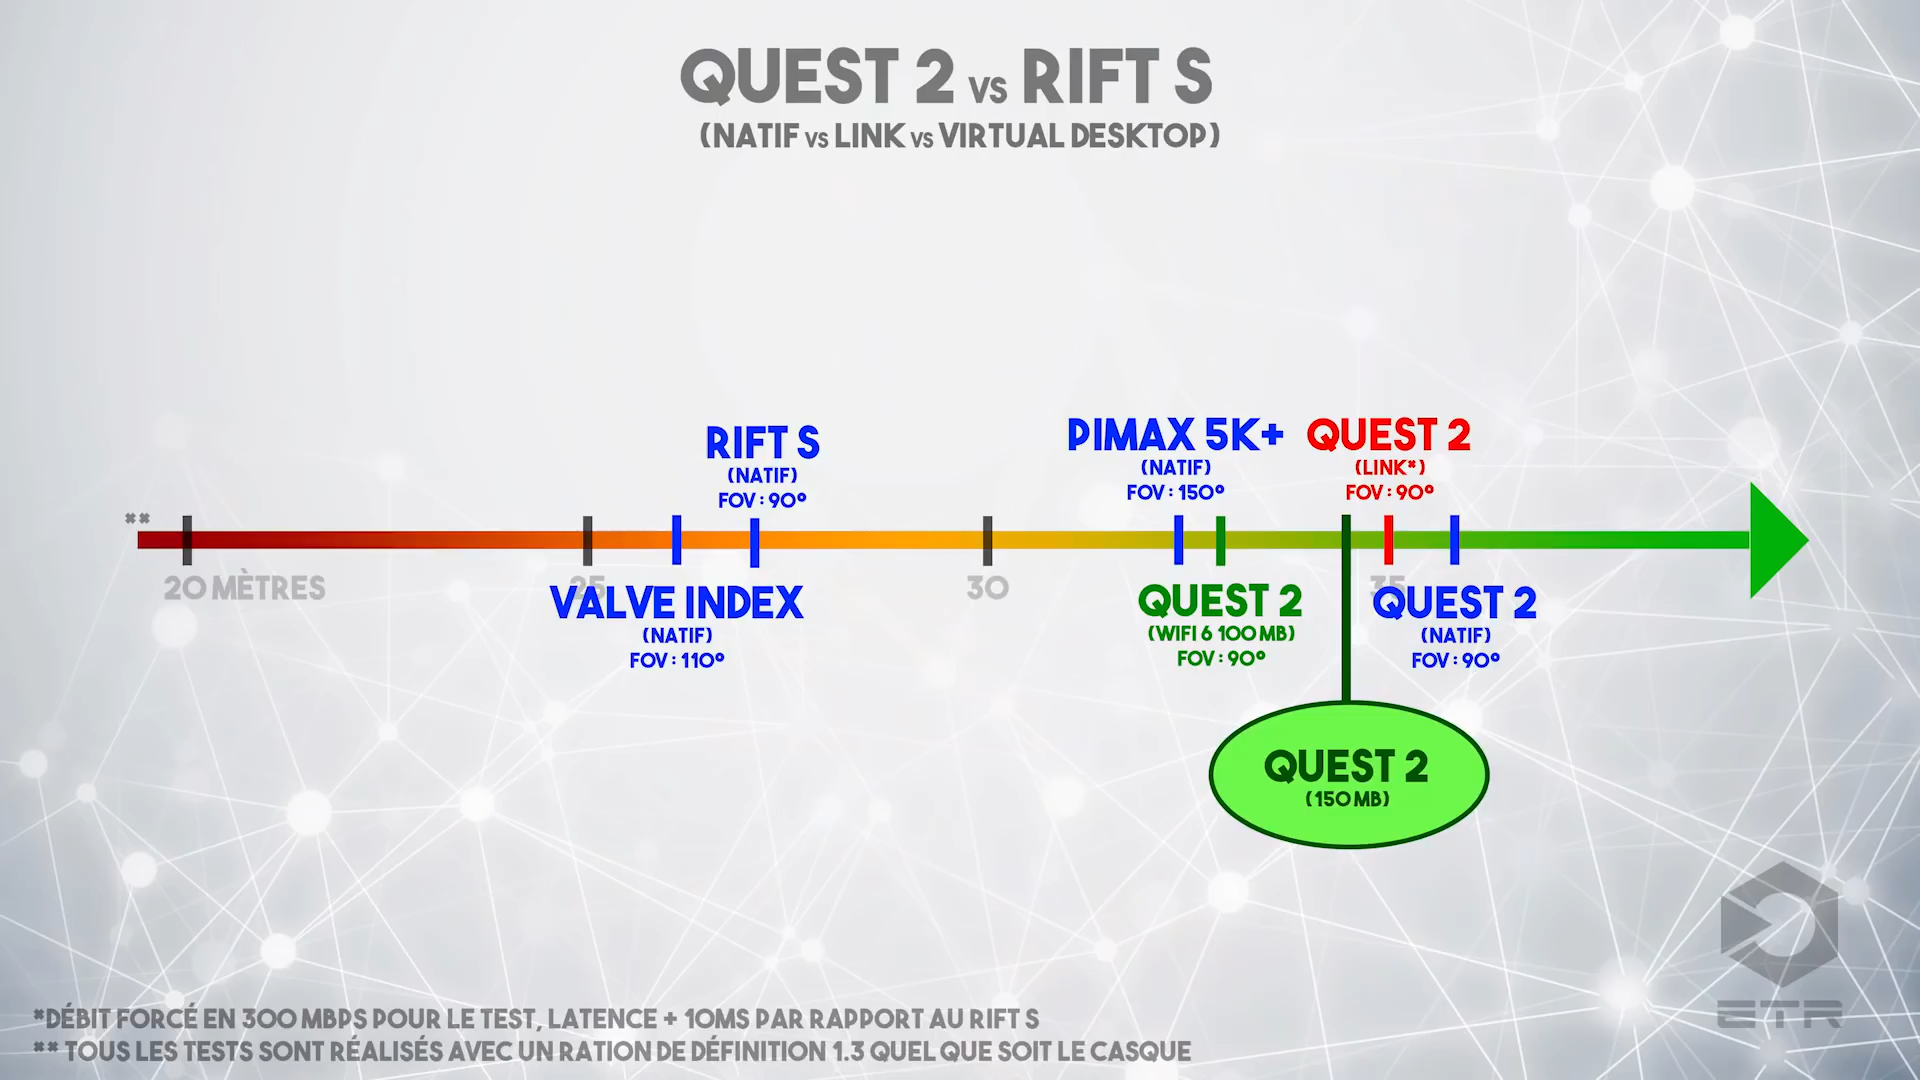 QUEST 2 VS RIFT S
(NATIF VS LINK VS VIRTUAL DESKTOP)
RIFT S
(NATIF)
FOV : 90°
PIMAX 5K+
(NATIF)
FOV : 150°
QUEST 2
(LINK*)
FOV : 90°
**
20 MÈTRES
25
30
35
VALVE INDEX
(NATIF)
FOV : 110°
QUEST 2
(WIFI 6 100 MB)
FOV : 90°
QUEST 2
(NATIF)
FOV : 90°
QUEST 2
(150 MB)
ETR
*DÉBIT FORCÉ EN 300 MBPS POUR LE TEST, LATENCE + 10MS PAR RAPPORT AU RIFT S
** TOUS LES TESTS SONT RÉALISÉS AVEC UN RATION DE DÉFINITION 1.3 QUEL QUE SOIT LE CASQUE